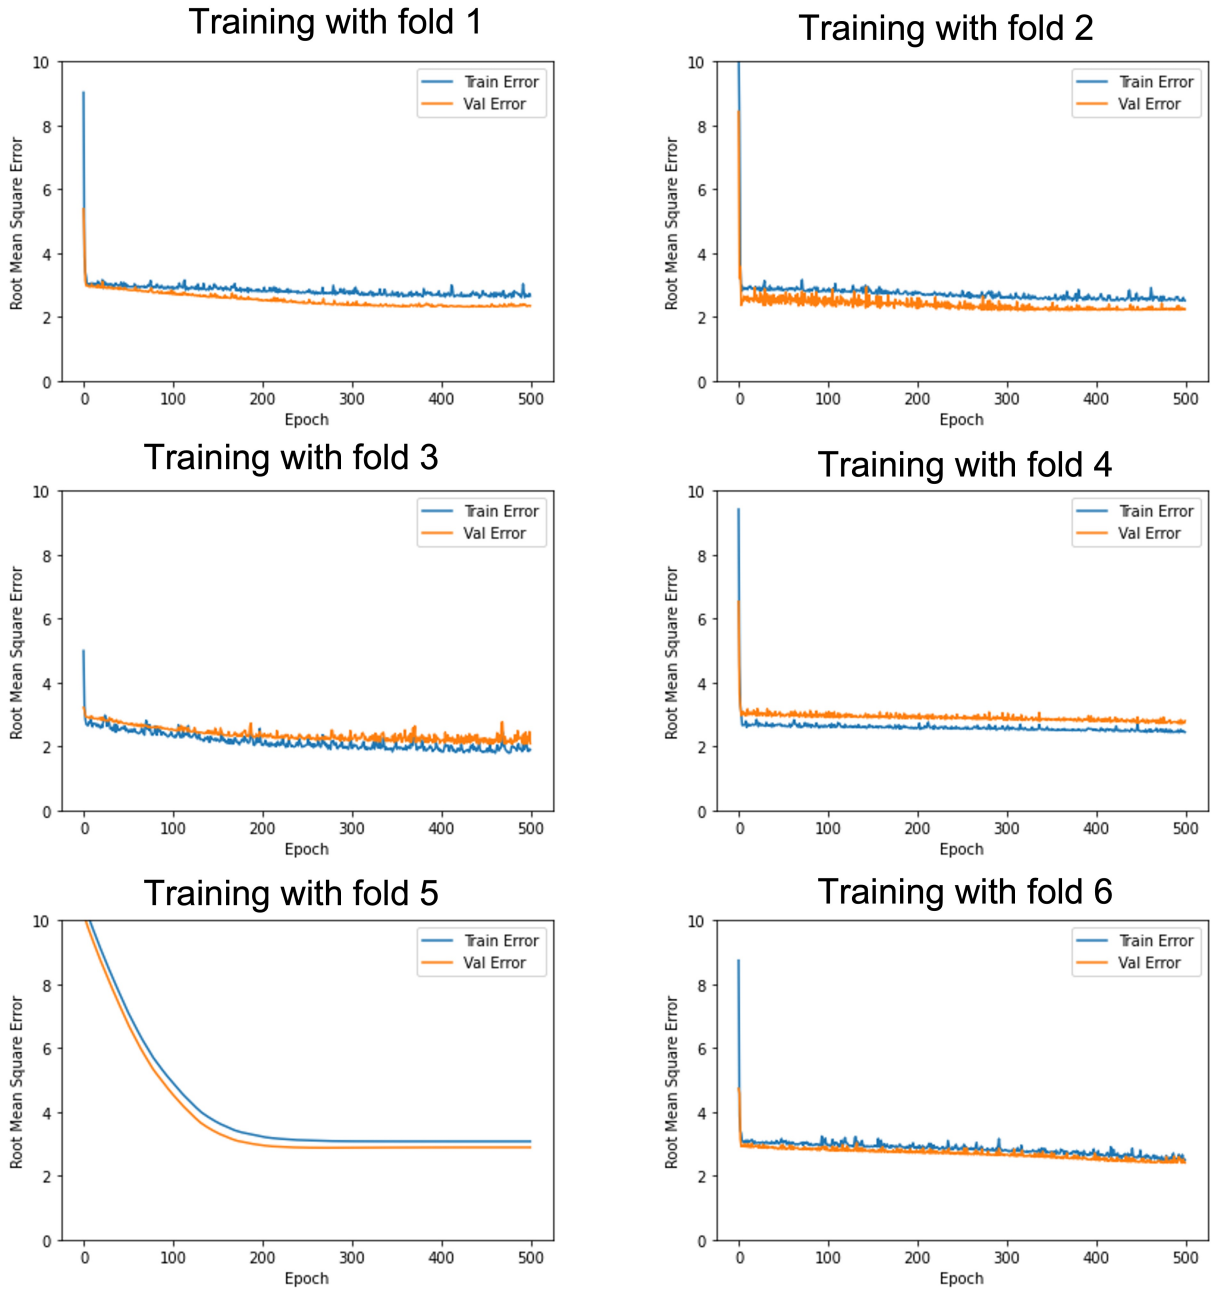 Training with fold 1
10
8
6
4
2
0
Root Mean Square Error
Train Error
Val Error
0 100 200 300 400 500
Epoch
Training with fold 2
10
8
6
4
2
0
Root Mean Square Error
Train Error
Val Error
0 100 200 300 400 500
Epoch
Training with fold 3
10
8
6
4
2
0
Root Mean Square Error
Train Error
Val Error
0 100 200 300 400 500
Epoch
Training with fold 4
10
8
6
4
2
0
Root Mean Square Error
Train Error
Val Error
0 100 200 300 400 500
Epoch
Training with fold 5
10
8
6
4
2
0
Root Mean Square Error
Train Error
Val Error
0 100 200 300 400 500
Epoch
Training with fold 6
10
8
6
4
2
0
Root Mean Square Error
Train Error
Val Error
0 100 200 300 400 500
Epoch